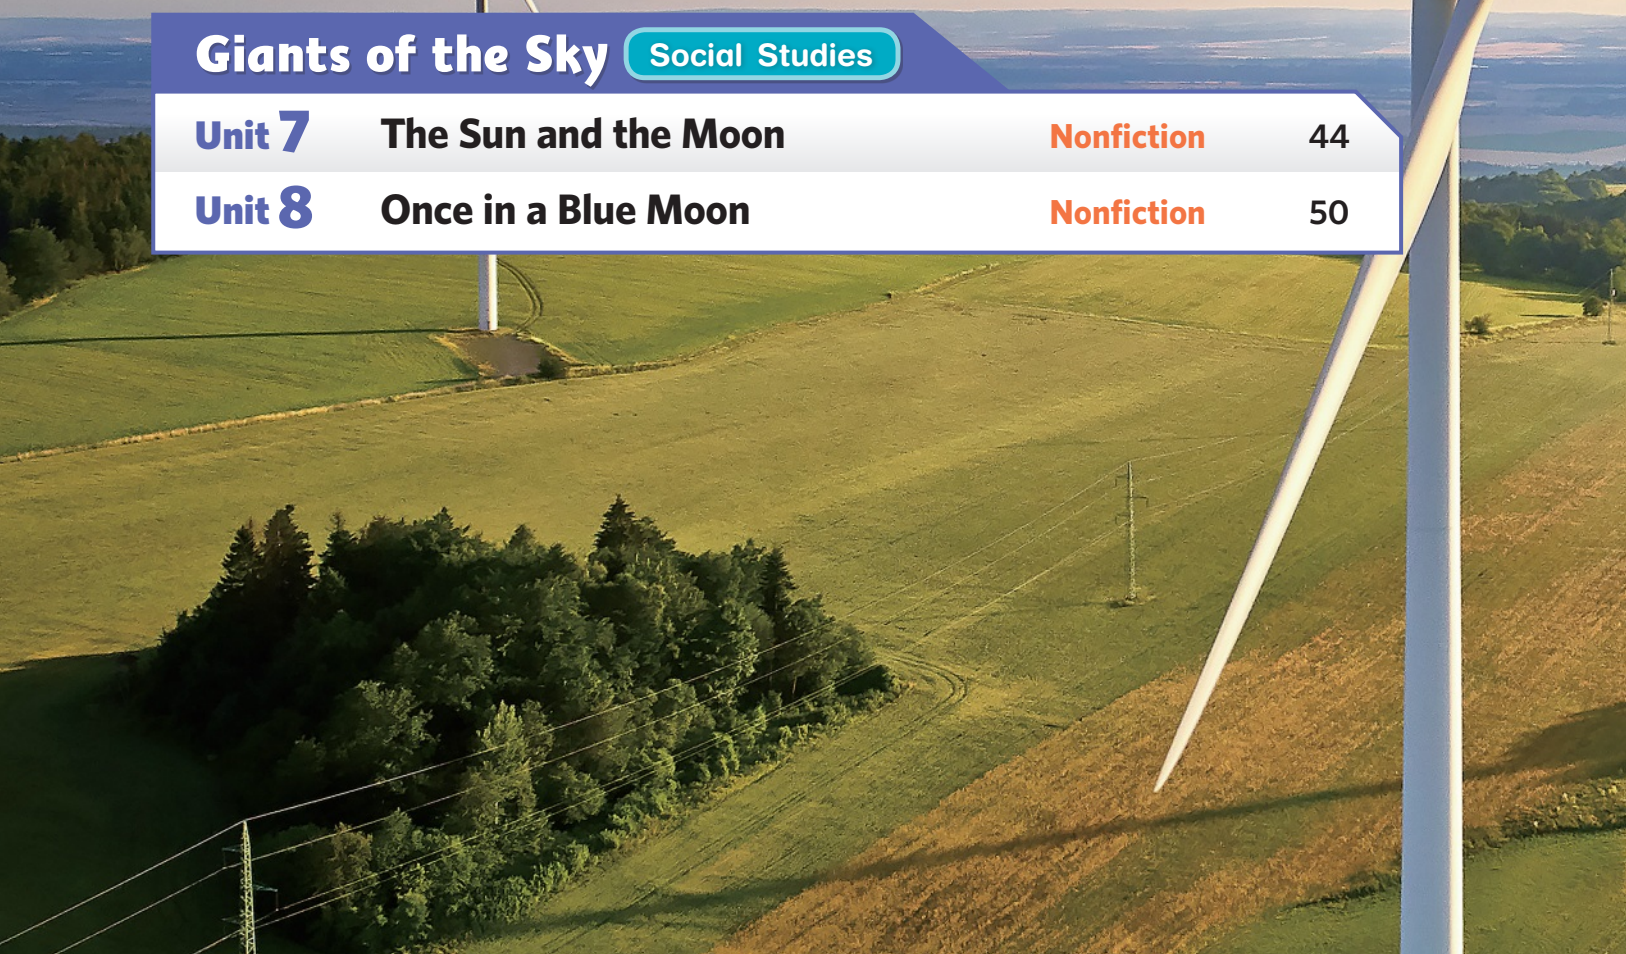 Giants of the Sky Social Studies
Unit 7 The Sun and the Moon Nonfiction 44
Unit 8 Once in a Blue Moon Nonfiction 50